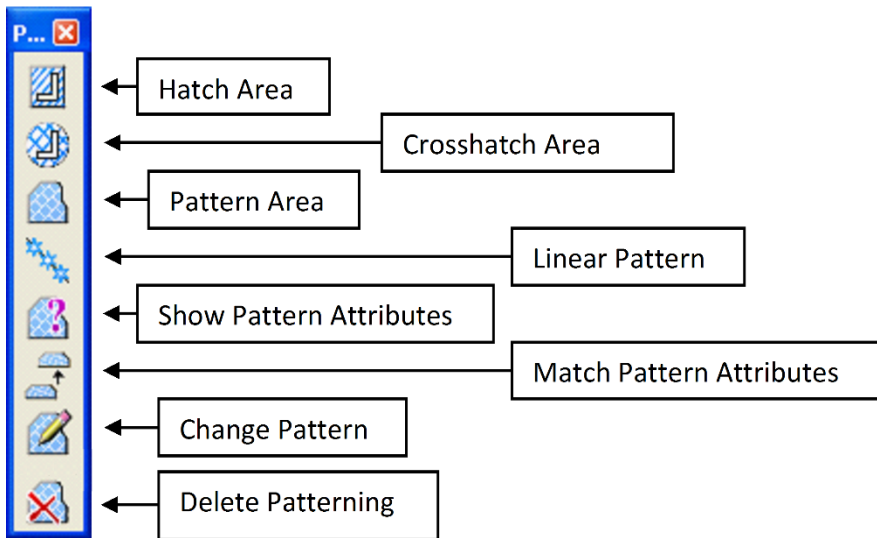 P...
Hatch Area
Crosshatch Area
Pattern Area
Linear Pattern
?
Show Pattern Attributes
Match Pattern Attributes
Change Pattern
Delete Patterning